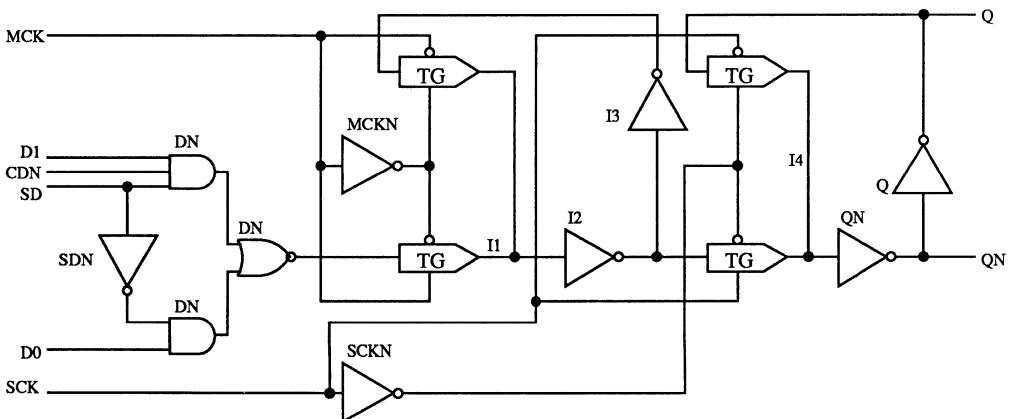 Q
MCK
TG
TG
I3
MCKN
DN
D1
CDN
SD
I4
Q
DN
I2
QN
SDN
I1
TG
TG
QN
DN
D0
SCKN
SCK